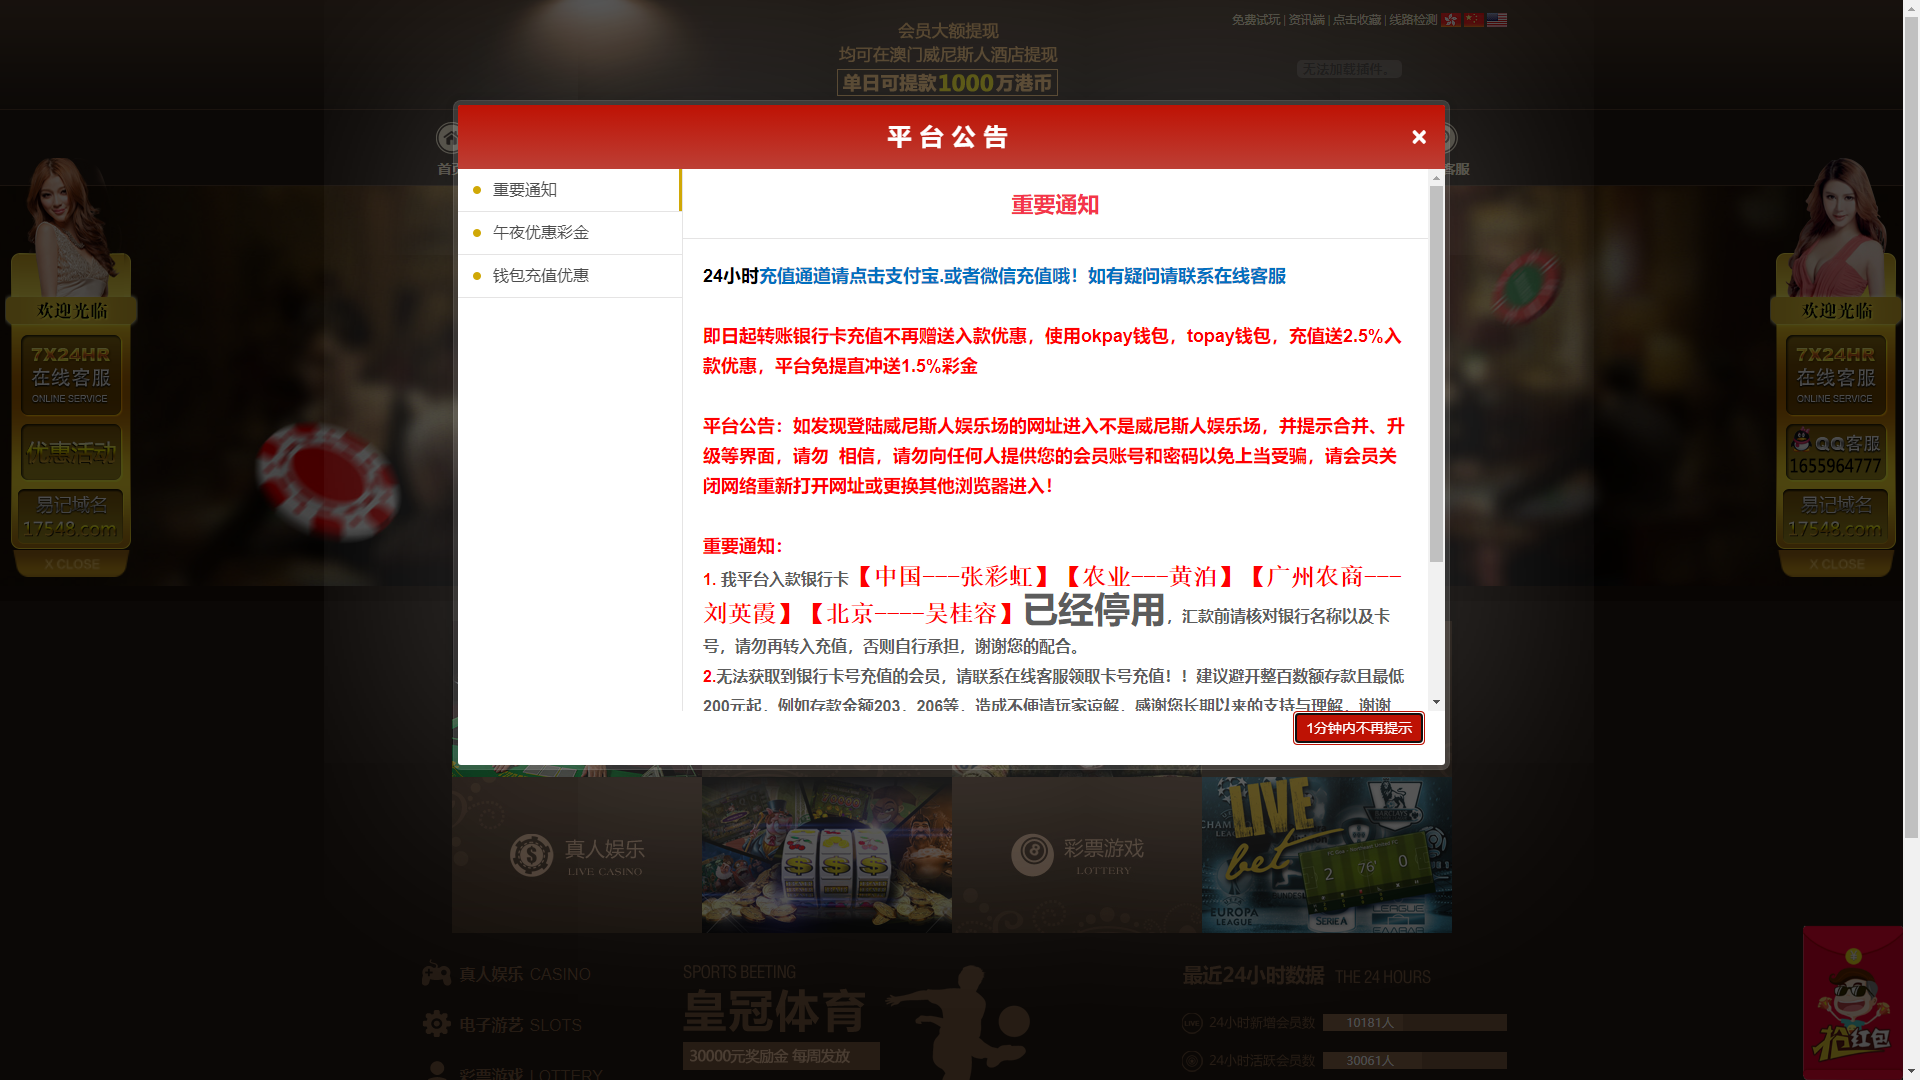 会员大额提现
均可在澳门威尼斯人酒店提现
单日可提款1000万港币
免费试玩 | 资讯端 | 点击收藏 | 线路检测
无法加载插件。
首页
客服
平台公告
×
重要通知
午夜优惠彩金
钱包充值优惠
重要通知
24小时充值通道请点击支付宝.或者微信充值哦！如有疑问请联系在线客服
即日起转账银行卡充值不再赠送入款优惠，使用okpay钱包，topay钱包，充值送2.5%入
款优惠，平台免提直冲送1.5%彩金
平台公告：如发现登陆威尼斯人娱乐场的网址进入不是威尼斯人娱乐场，并提示合并、升
级等界面，请勿 相信，请勿向任何人提供您的会员账号和密码以免上当受骗，请会员关
闭网络重新打开网址或更换其他浏览器进入！
重要通知：
1. 我平台入款银行卡【中国---张彩虹】【农业---黄泊】【广州农商---
刘英霞】【北京----吴桂容】已经停用，汇款前请核对银行名称以及卡
号，请勿再转入充值，否则自行承担，谢谢您的配合。
2.无法获取到银行卡号充值的会员，请联系在线客服领取卡号充值！！建议避开整百数额存款且最低
200元起，例如存款金额203，206等，造成不便请玩家谅解，感谢您长期以来的支持与理解，谢谢
1分钟内不再提示
欢迎光临
7X24HR
在线客服
ONLINE SERVICE
优惠活动
易记域名
17548.com
X CLOSE
欢迎光临
7X24HR
在线客服
ONLINE SERVICE
QQ客服
1655964777
易记域名
17548.com
X CLOSE
真人娱乐
LIVE CASINO
彩票游戏
LOTTERY
LIVE
bet
BARCLAYS
2 76' 0
EUROPA
LEAGUE
SERIE A
真人娱乐 CASINO
电子游艺 SLOTS
彩票游戏 LOTTERY
SPORTS BEETING
皇冠体育
30000元奖励金 每周发放
最近24小时数据 THE 24 HOURS
24小时新增会员数 10181人
24小时活跃会员数 30061人
抢红包